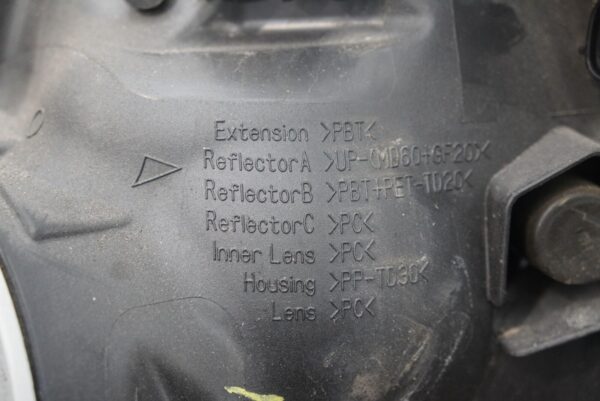 Extension >PBT<
ReflectorA >UP-(MD60+GF20)<
ReflectorB >PBT+PET-TD20<
ReflectorC >PC<
Inner Lens >PC<
Housing >PP-TD30<
Lens >PC<